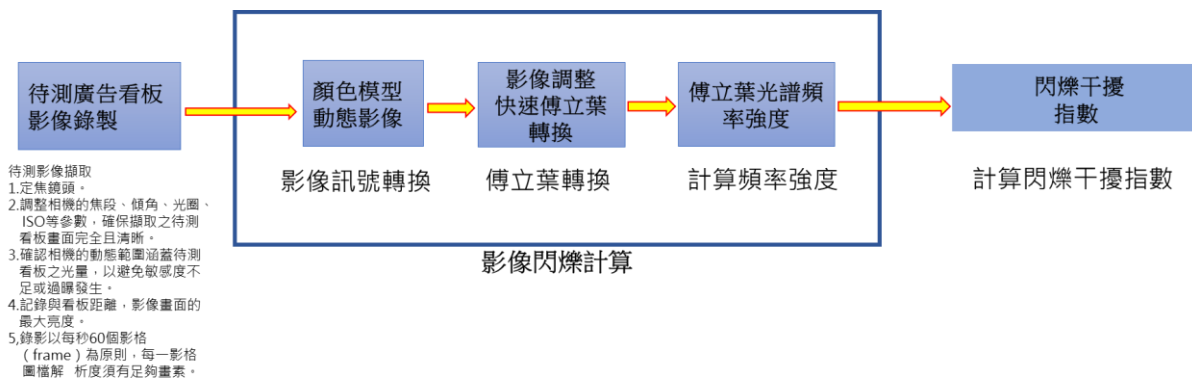 待測廣告看板
影像錄製
顏色模型
動態影像
影像調整
快速傅立葉
轉換
傅立葉光譜頻
率強度
閃爍干擾
指數
影像訊號轉換
傅立葉轉換
計算頻率強度
計算閃爍干擾指數
影像閃爍計算
待測影像擷取
1.定焦鏡頭。
2.調整相機的焦段、傾角、光圈、
ISO等參數，確保擷取之待測
看板畫面完全且清晰。
3.確認相機的動態範圍涵蓋待測
看板之光量，以避免敏感度不
足或過曝發生。
4.記錄與看板距離，影像畫面的
最大亮度。
5,錄影以每秒60個影格
（frame）為原則，每一影格
圖檔解 析度須有足夠畫素。